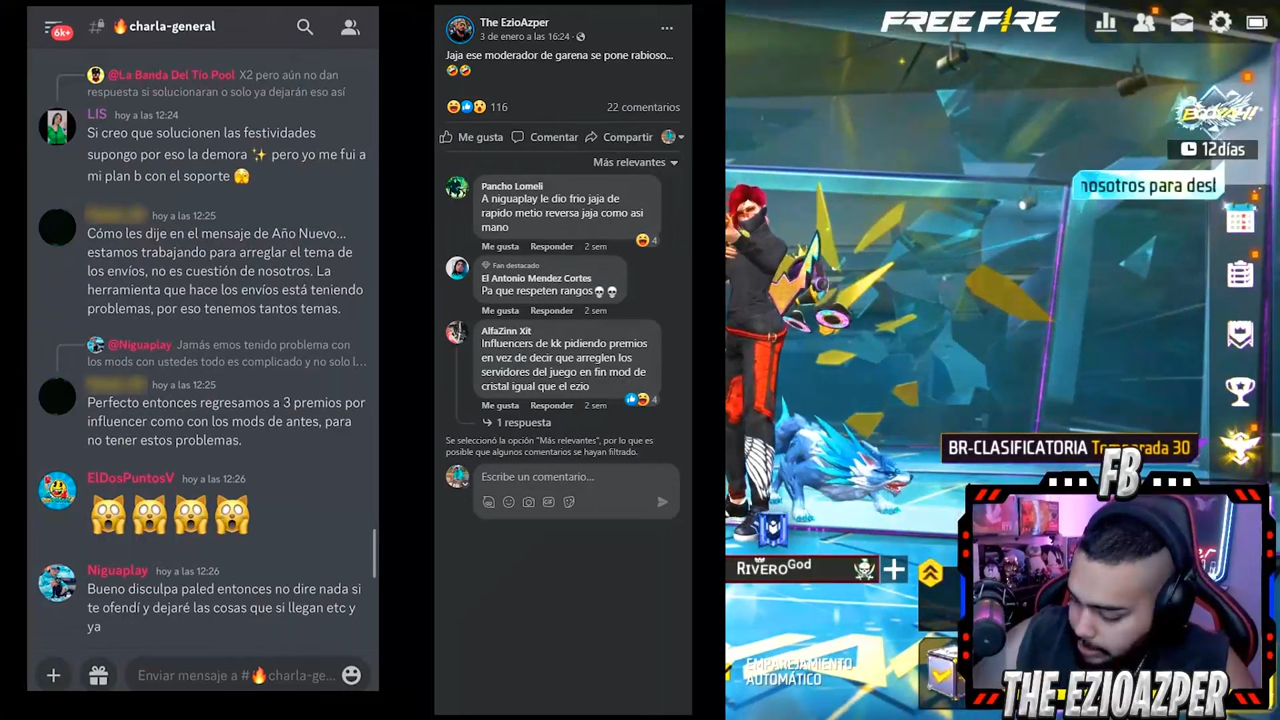 6k+
🔥charla-general
@La Banda Del Tío Pool X2 pero aún no dan
respuesta si solucionaran o solo ya dejarán eso así
LIS hoy a las 12:24
Si creo que solucionen las festividades
supongo por eso la demora ✨ pero yo me fui a
mi plan b con el soporte 🫣
hoy a las 12:25
Cómo les dije en el mensaje de Año Nuevo...
estamos trabajando para arreglar el tema de
los envíos, no es cuestión de nosotros. La
herramienta que hace los envíos está teniendo
problemas, por eso tenemos tantos temas.
@Niguaplay Jamás emos tenido problema con
los mods con ustedes todo es complicado y no solo l...
hoy a las 12:25
Perfecto entonces regresamos a 3 premios por
influencer como con los mods de antes, para
no tener estos problemas.
ElDosPuntosV hoy a las 12:26
🙀🙀🙀🙀
Niguaplay hoy a las 12:26
Bueno disculpa paled entonces no dire nada si
te ofendí y dejaré las cosas que si llegan etc y
ya
Enviar mensaje a #🔥charla-ge...
The EzioAzper
3 de enero a las 16:24 ·
Jaja ese moderador de garena se pone rabioso...
🤣🤣
116 22 comentarios
Me gusta Comentar Compartir
Más relevantes
Pancho Lomeli
A niguaplay le dio frio jaja de
rapido metio reversa jaja como asi
mano
4
Me gusta Responder 2 sem
Fan destacado
El Antonio Mendez Cortes
Pa que respeten rangos💀💀
Me gusta Responder 2 sem
AlfaZinn Xit
Influencers de kk pidiendo premios
en vez de decir que arreglen los
servidores del juego en fin mod de
cristal igual que el ezio
4
Me gusta Responder 2 sem
1 respuesta
Se seleccionó la opción "Más relevantes", por lo que es
posible que algunos comentarios se hayan filtrado.
Escribe un comentario...
GIF
FREE FIRE
BOOYAH!
12días
nosotros para desl
BR-CLASIFICATORIA Temporada 30
FB
RIVEROGod
EMPAREJAMIENTO
AUTOMÁTICO
THE EZIOAZPER